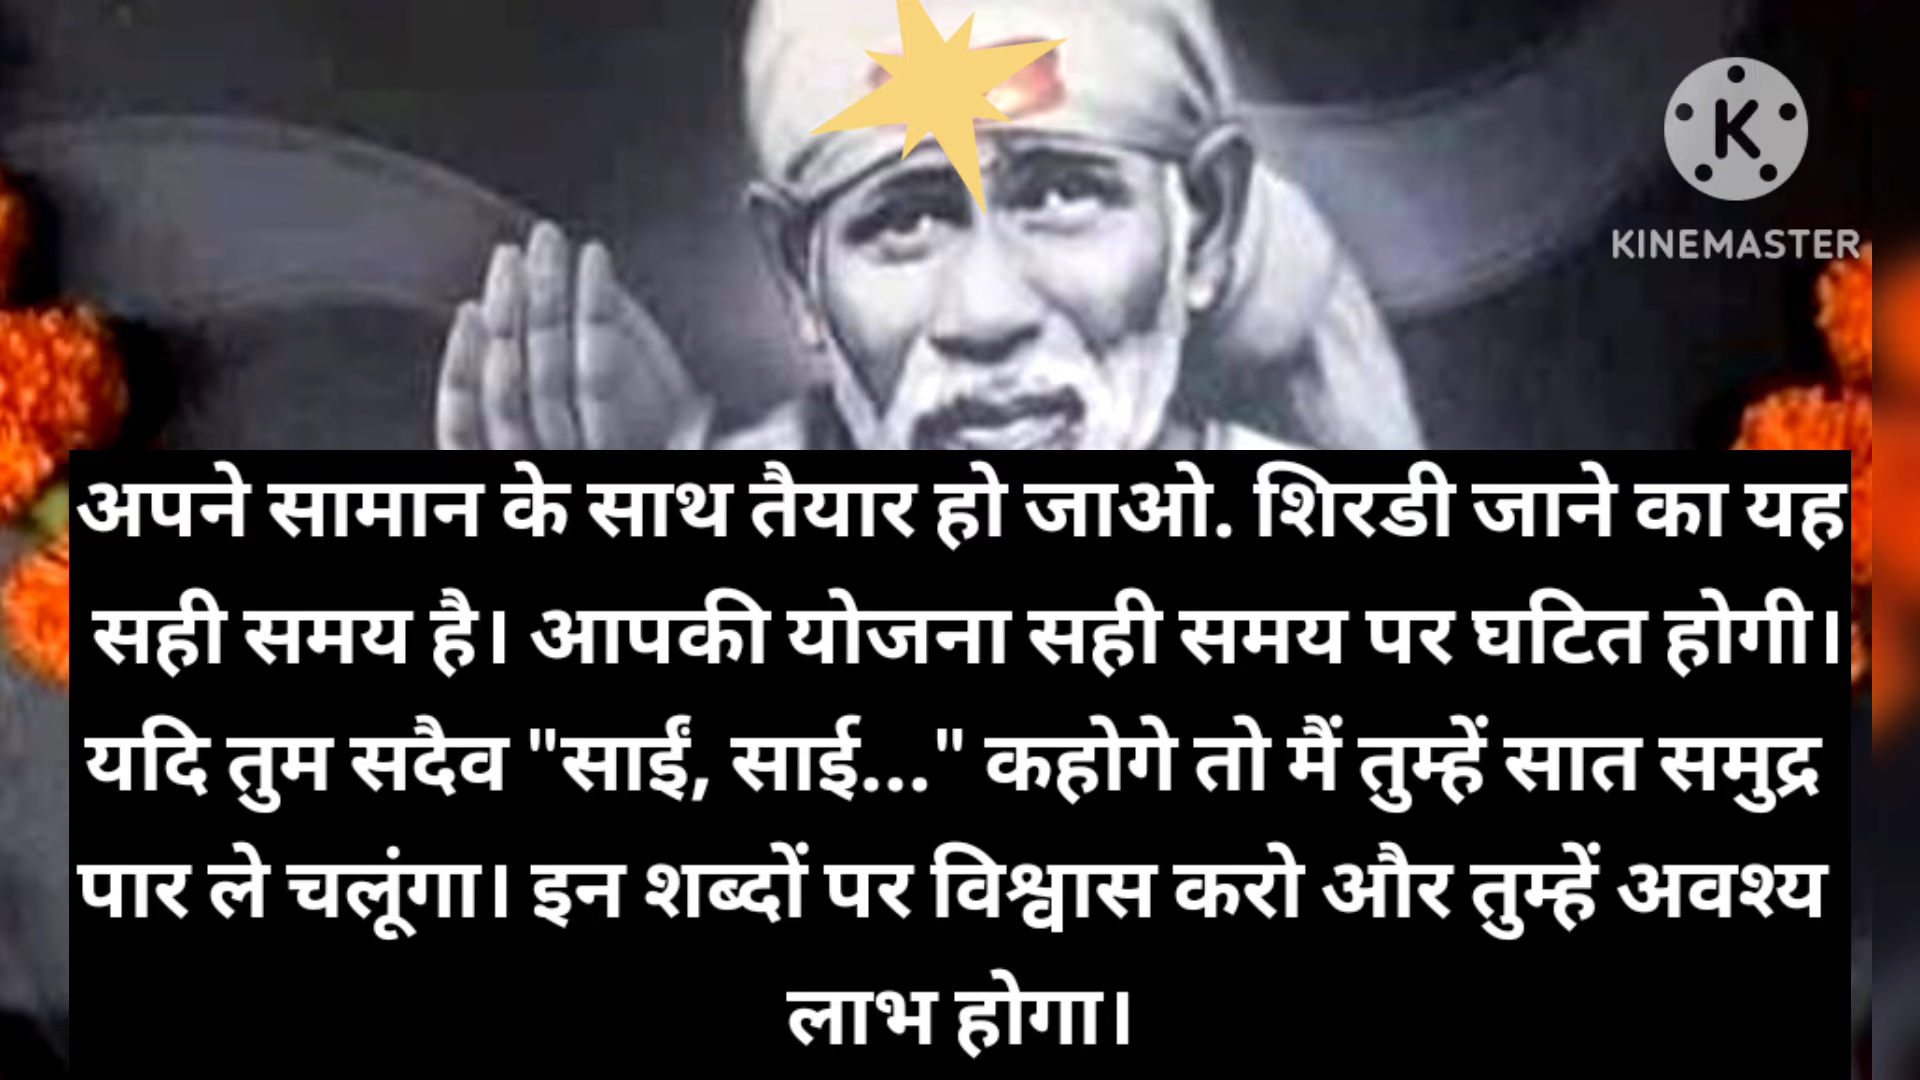 KINEMASTER
अपने सामान के साथ तैयार हो जाओ. शिरडी जाने का यह
सही समय है। आपकी योजना सही समय पर घटित होगी।
यदि तुम सदैव "साईं, साई..." कहोगे तो मैं तुम्हें सात समुद्र
पार ले चलूंगा। इन शब्दों पर विश्वास करो और तुम्हें अवश्य
लाभ होगा।